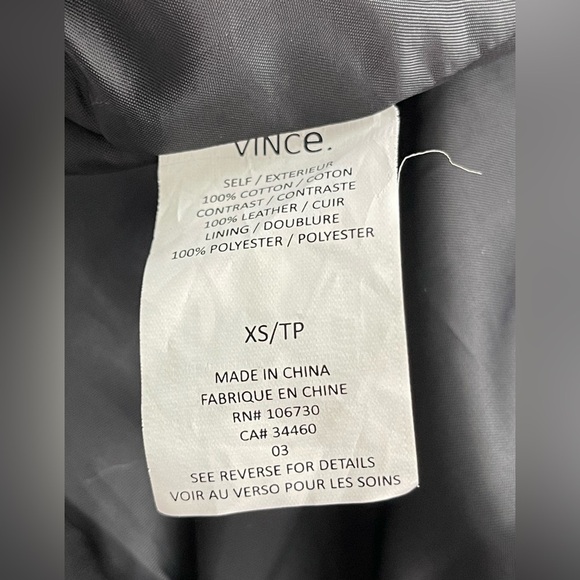 VINCe.
SELF / EXTERIEUR
100% COTTON / COTON
CONTRAST / CONTRASTE
100% LEATHER / CUIR
LINING / DOUBLURE
100% POLYESTER / POLYESTER
XS/TP
MADE IN CHINA
FABRIQUE EN CHINE
RN# 106730
CA# 34460
03
SEE REVERSE FOR DETAILS
VOIR AU VERSO POUR LES SOINS